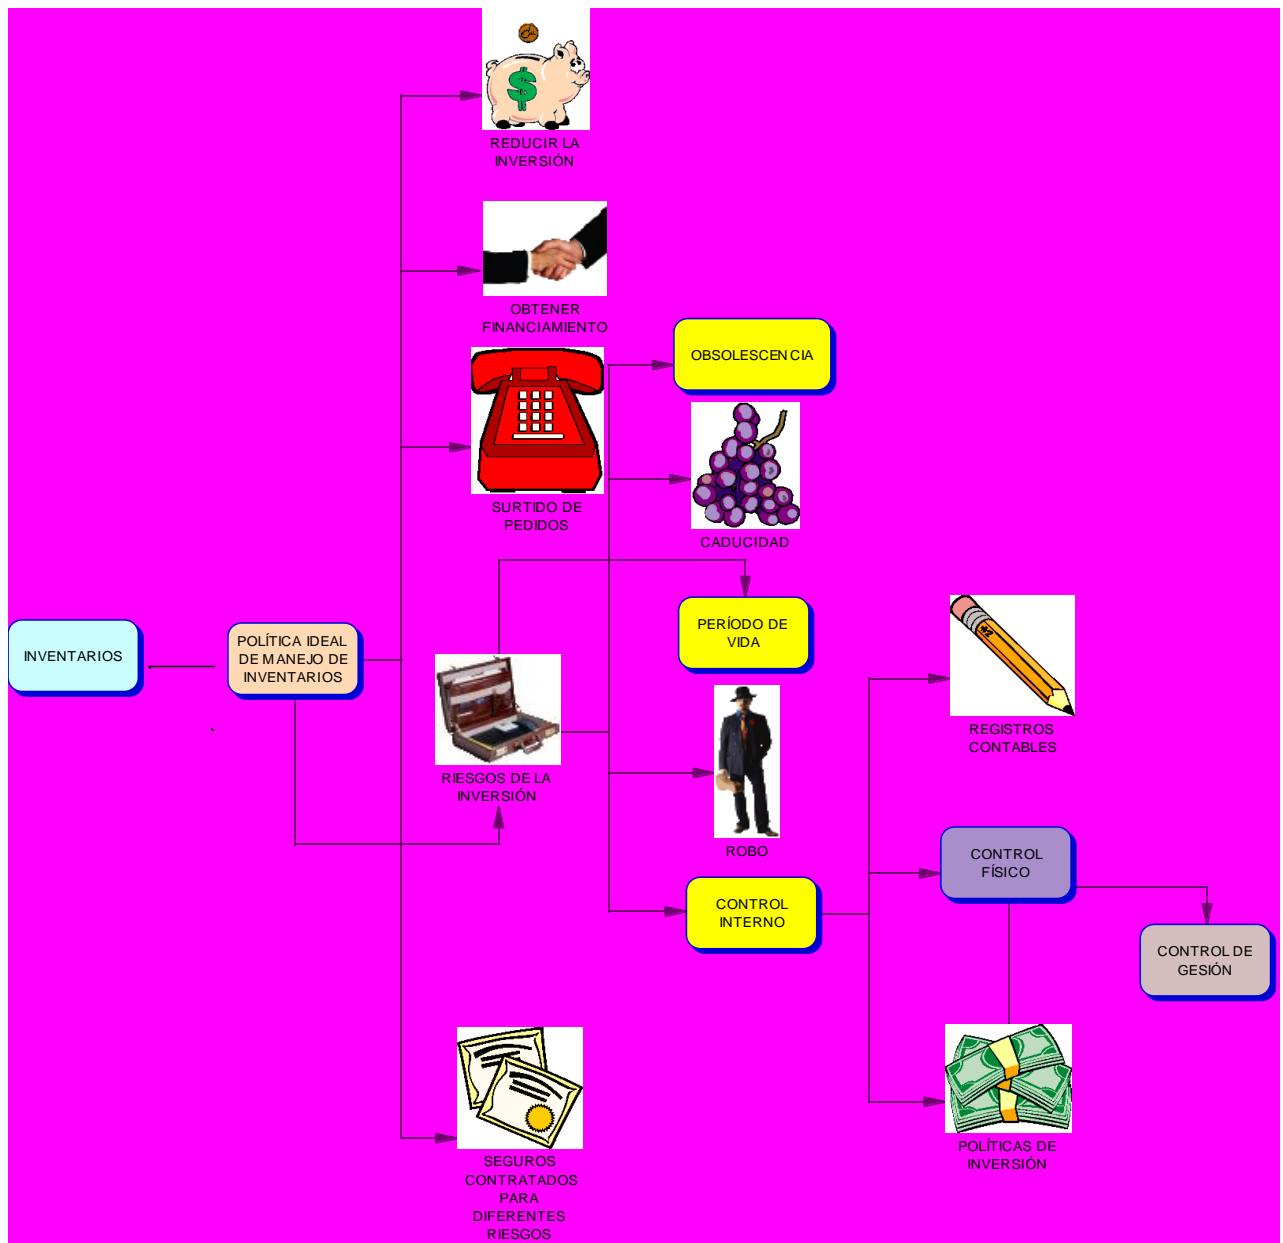 REDUCIR LA
INVERSIÓN
OBTENER
FINANCIAMIENTO
OBSOLESCENCIA
SURTIDO DE
PEDIDOS
CADUCIDAD
INVENTARIOS
POLÍTICA IDEAL
DE MANEJO DE
INVENTARIOS
PERÍODO DE
VIDA
RIESGOS DE LA
INVERSIÓN
REGISTROS
CONTABLES
ROBO
CONTROL
FÍSICO
CONTROL
INTERNO
CONTROL DE
GESIÓN
POLÍTICAS DE
INVERSIÓN
SEGUROS
CONTRATADOS
PARA
DIFERENTES
RIESGOS